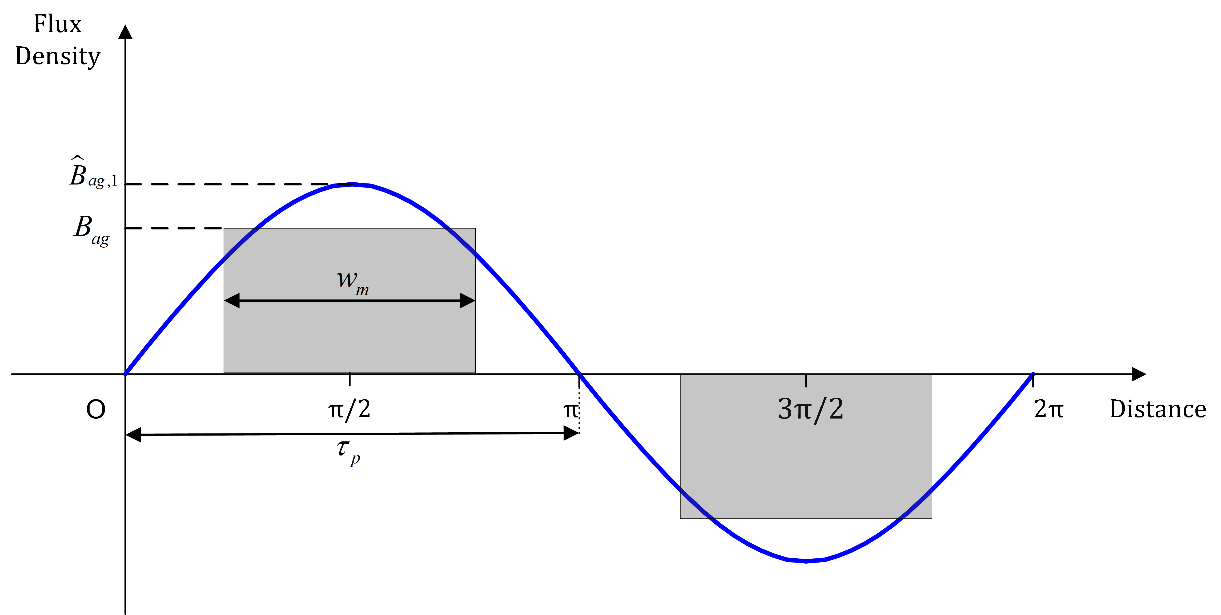 Flux
Density
B̂ag,1
Bag
wm
O
π/2
π
3π/2
2π
Distance
τp